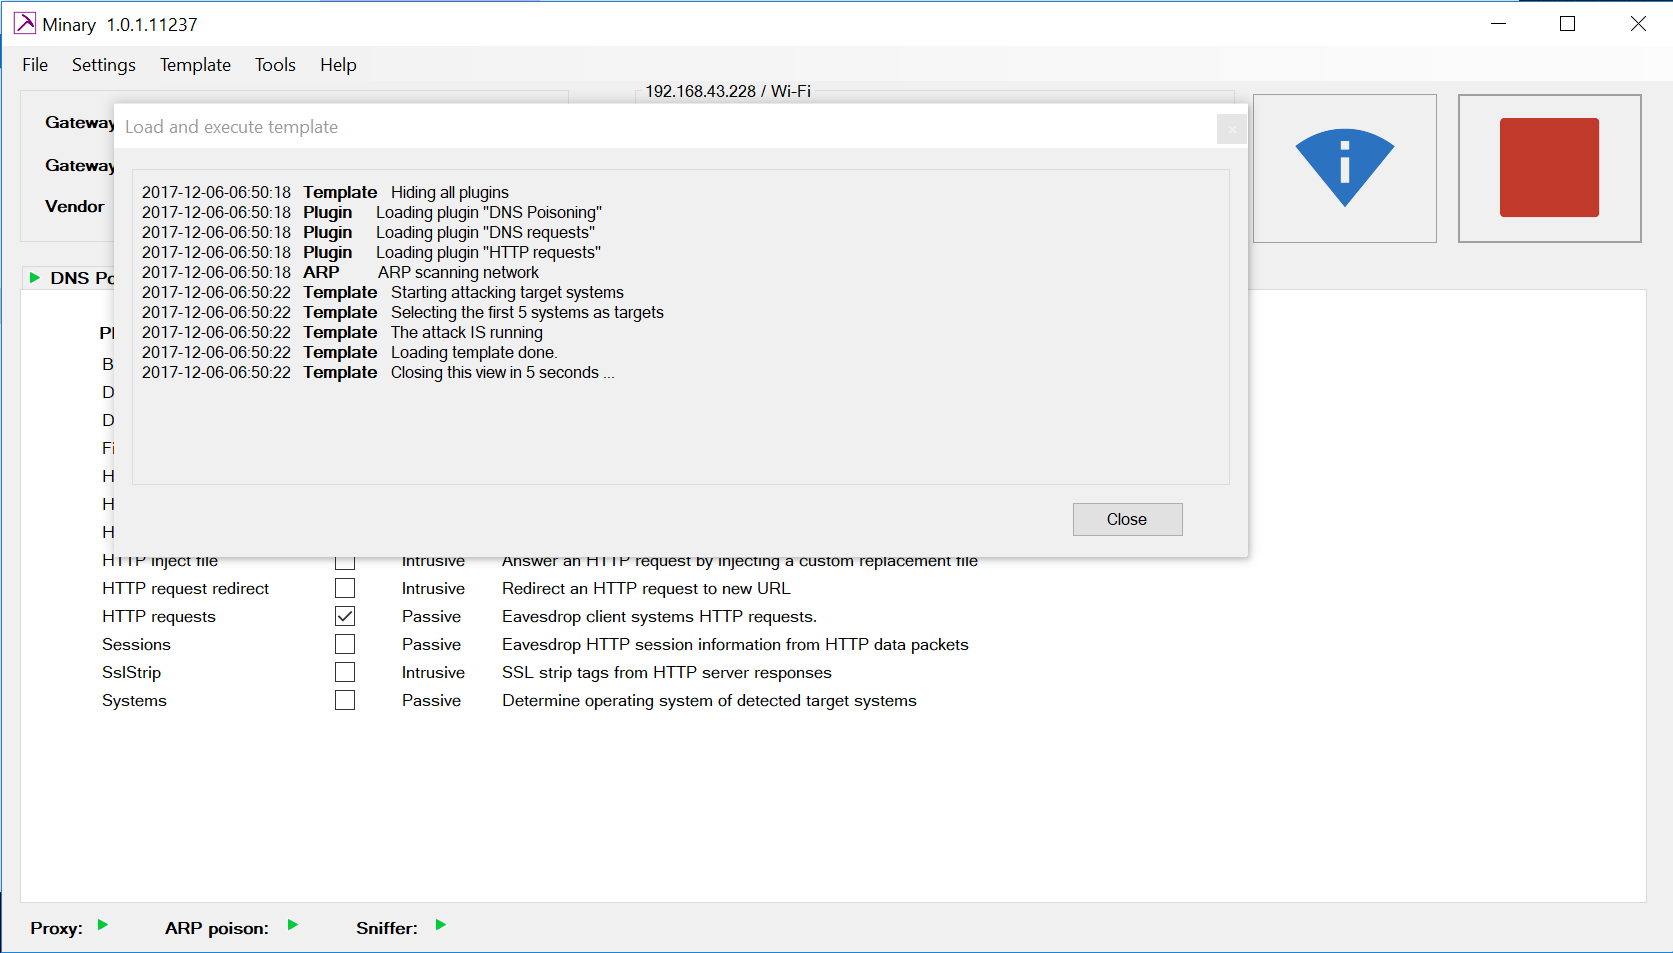 Minary 1.0.1.11237
File Settings Template Tools Help
192.168.43.228 / Wi-Fi
Gateway
Gateway
Vendor
Load and execute template
2017-12-06-06:50:18 Template Hiding all plugins
2017-12-06-06:50:18 Plugin Loading plugin "DNS Poisoning"
2017-12-06-06:50:18 Plugin Loading plugin "DNS requests"
2017-12-06-06:50:18 Plugin Loading plugin "HTTP requests"
2017-12-06-06:50:18 ARP ARP scanning network
2017-12-06-06:50:22 Template Starting attacking target systems
2017-12-06-06:50:22 Template Selecting the first 5 systems as targets
2017-12-06-06:50:22 Template The attack IS running
2017-12-06-06:50:22 Template Loading template done.
2017-12-06-06:50:22 Template Closing this view in 5 seconds ...
Close
DNS Po
Pl
B
D
D
Fi
H
H
H
HTTP inject file Intrusive Answer an HTTP request by injecting a custom replacement file
HTTP request redirect Intrusive Redirect an HTTP request to new URL
HTTP requests Passive Eavesdrop client systems HTTP requests.
Sessions Passive Eavesdrop HTTP session information from HTTP data packets
SslStrip Intrusive SSL strip tags from HTTP server responses
Systems Passive Determine operating system of detected target systems
Proxy: ARP poison: Sniffer: